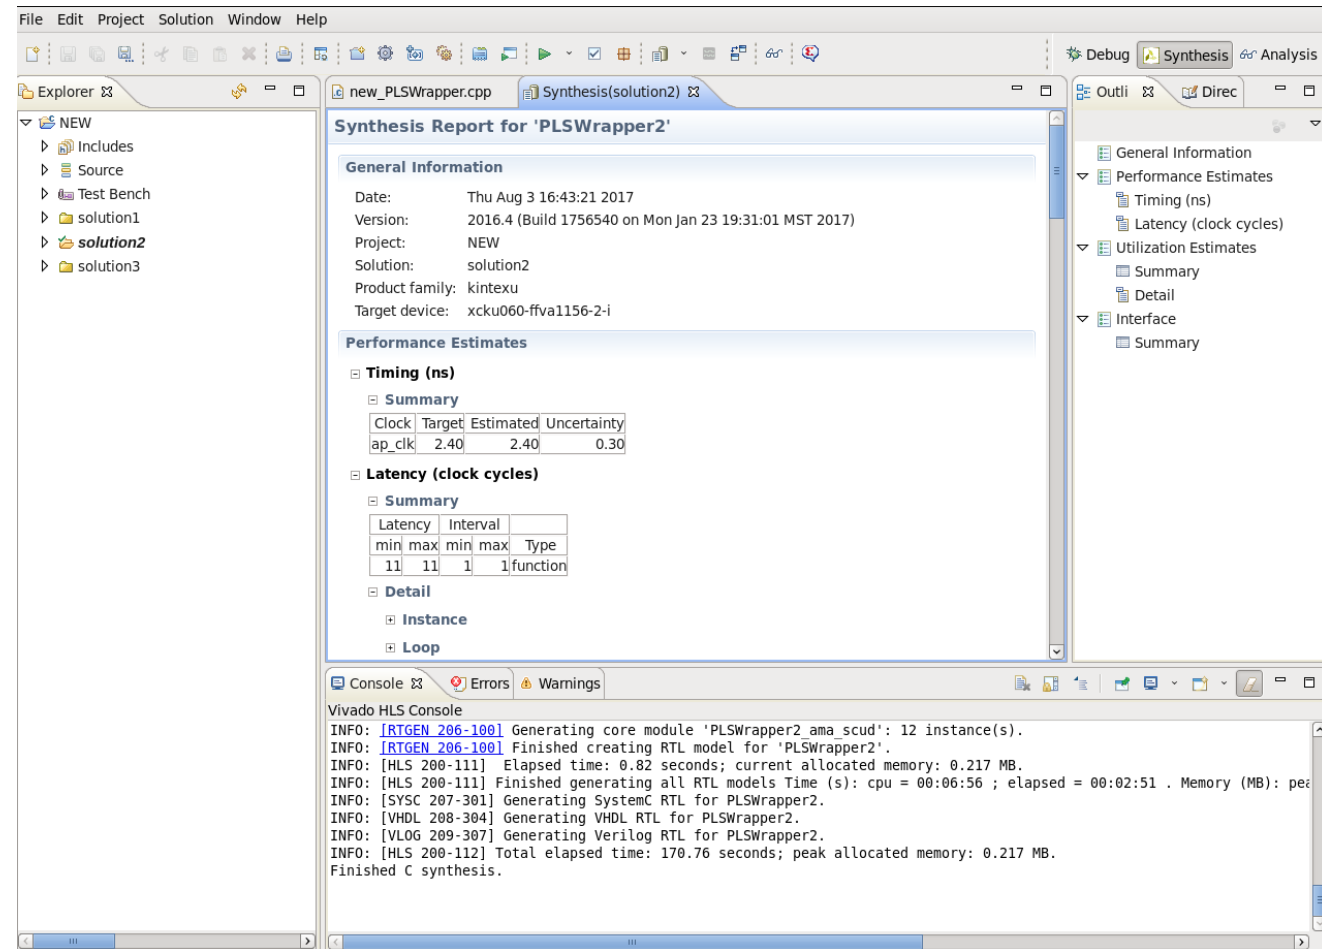 File Edit Project Solution Window Help
Debug Synthesis Analysis
Explorer
NEW
Includes
Source
Test Bench
solution1
solution2
solution3
new_PLSWrapper.cpp Synthesis(solution2)
Synthesis Report for 'PLSWrapper2'
General Information
Date: Thu Aug 3 16:43:21 2017
Version: 2016.4 (Build 1756540 on Mon Jan 23 19:31:01 MST 2017)
Project: NEW
Solution: solution2
Product family: kintexu
Target device: xcku060-ffva1156-2-i
Performance Estimates
Timing (ns)
Summary
Clock Target Estimated Uncertainty
ap_clk 2.40 2.40 0.30
Latency (clock cycles)
Summary
Latency Interval
min max min max Type
11 11 1 1 function
Detail
Instance
Loop
Outli Direc
General Information
Performance Estimates
Timing (ns)
Latency (clock cycles)
Utilization Estimates
Summary
Detail
Interface
Summary
Console Errors Warnings
Vivado HLS Console
INFO: [RTGEN 206-100] Generating core module 'PLSWrapper2_ama_scud': 12 instance(s).
INFO: [RTGEN 206-100] Finished creating RTL model for 'PLSWrapper2'.
INFO: [HLS 200-111]  Elapsed time: 0.82 seconds; current allocated memory: 0.217 MB.
INFO: [HLS 200-111] Finished generating all RTL models Time (s): cpu = 00:06:56 ; elapsed = 00:02:51 . Memory (MB): pea
INFO: [SYSC 207-301] Generating SystemC RTL for PLSWrapper2.
INFO: [VHDL 208-304] Generating VHDL RTL for PLSWrapper2.
INFO: [VLOG 209-307] Generating Verilog RTL for PLSWrapper2.
INFO: [HLS 200-112] Total elapsed time: 170.76 seconds; peak allocated memory: 0.217 MB.
Finished C synthesis.